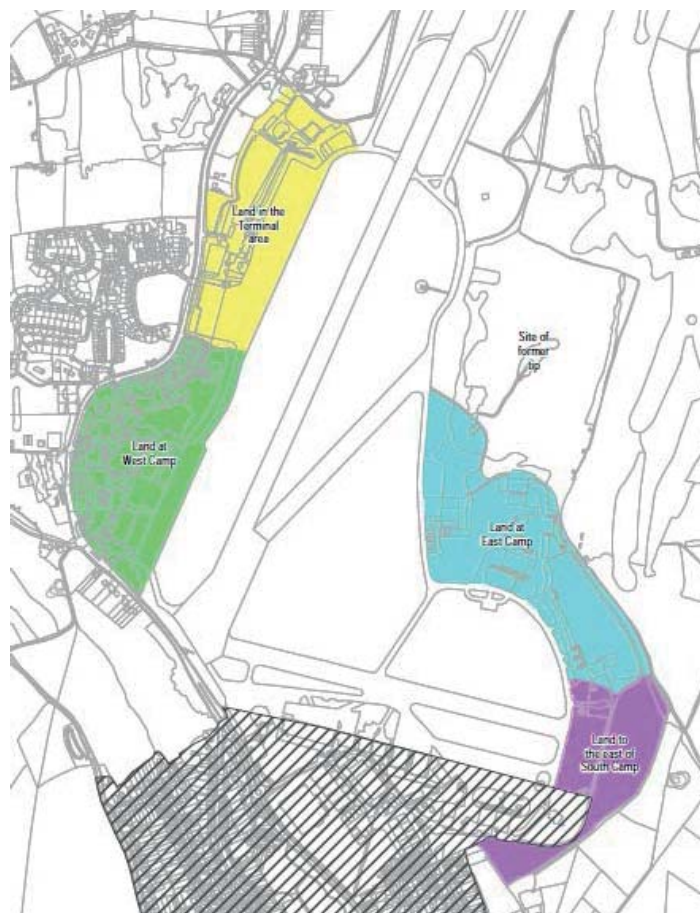 Land in the
Terminal
area
Site of
former
tip
Land at
West Camp
Land at
East Camp
Land to
the east of
South Camp